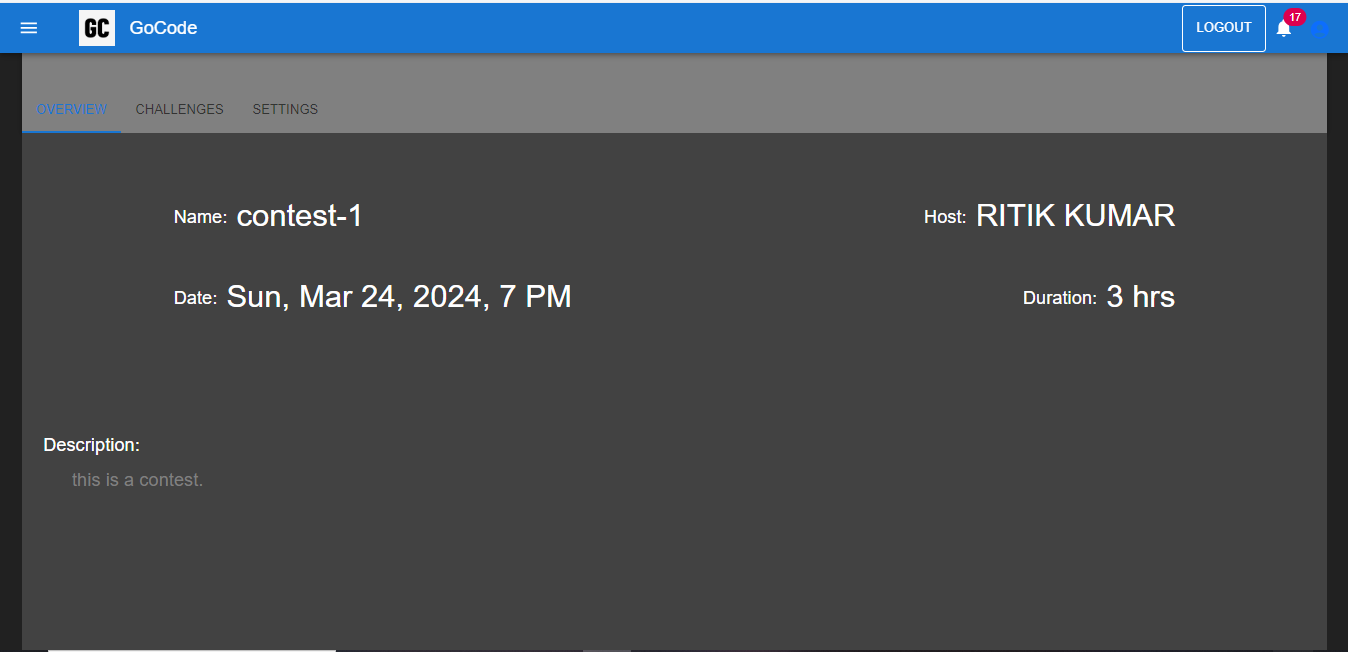 GC GoCode LOGOUT 17
OVERVIEW CHALLENGES SETTINGS
Name: contest-1 Host: RITIK KUMAR
Date: Sun, Mar 24, 2024, 7 PM Duration: 3 hrs
Description:
this is a contest.